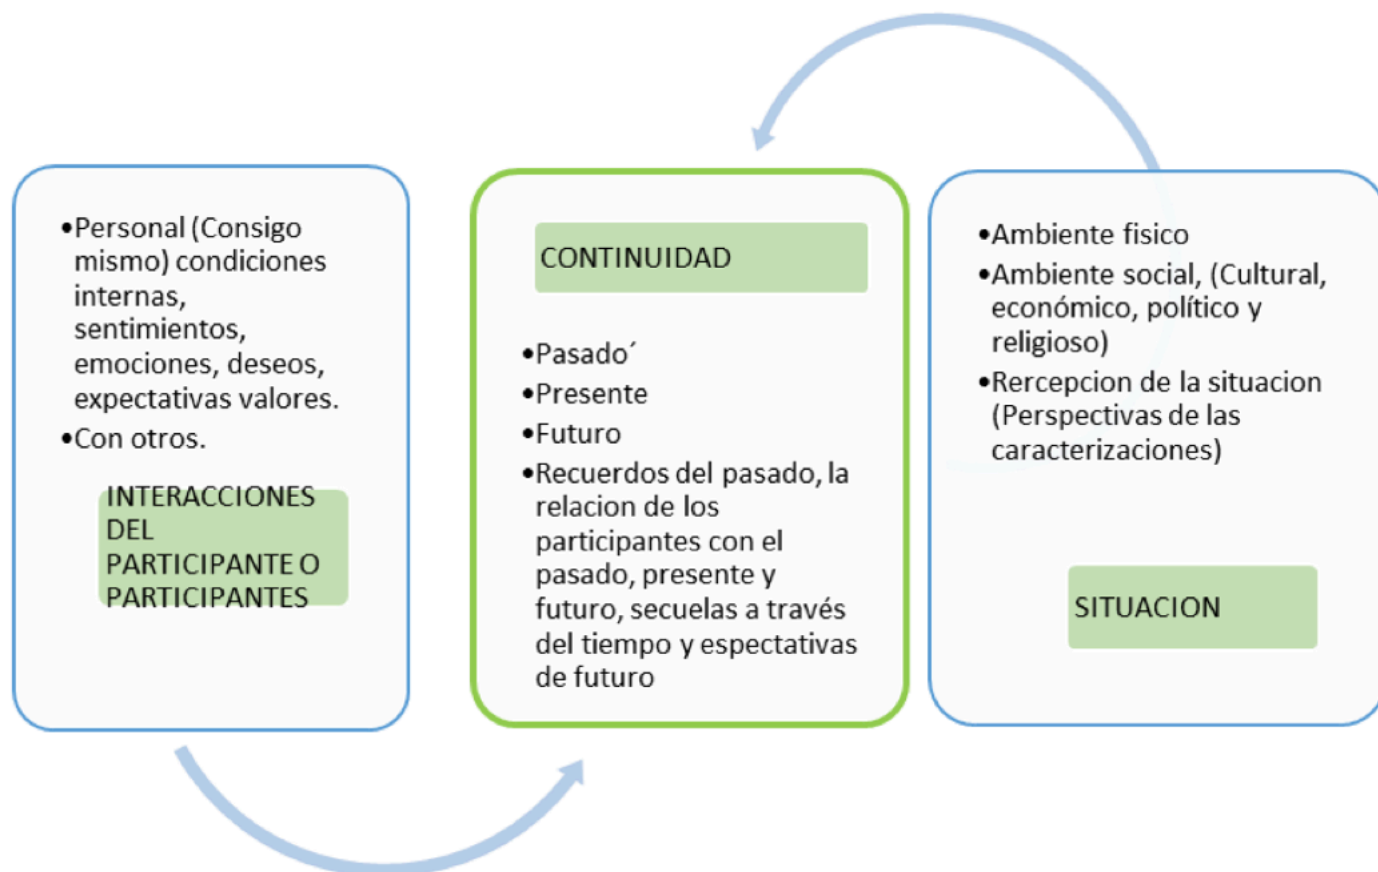 •Personal (Consigo
mismo) condiciones
internas,
sentimientos,
emociones, deseos,
expectativas valores.
•Con otros.
INTERACCIONES
DEL
PARTICIPANTE O
PARTICIPANTES
CONTINUIDAD
•Pasado´
•Presente
•Futuro
•Recuerdos del pasado, la
relacion de los
participantes con el
pasado, presente y
futuro, secuelas a través
del tiempo y espectativas
de futuro
•Ambiente fisico
•Ambiente social, (Cultural,
económico, político y
religioso)
•Rercepcion de la situacion
(Perspectivas de las
caracterizaciones)
SITUACION